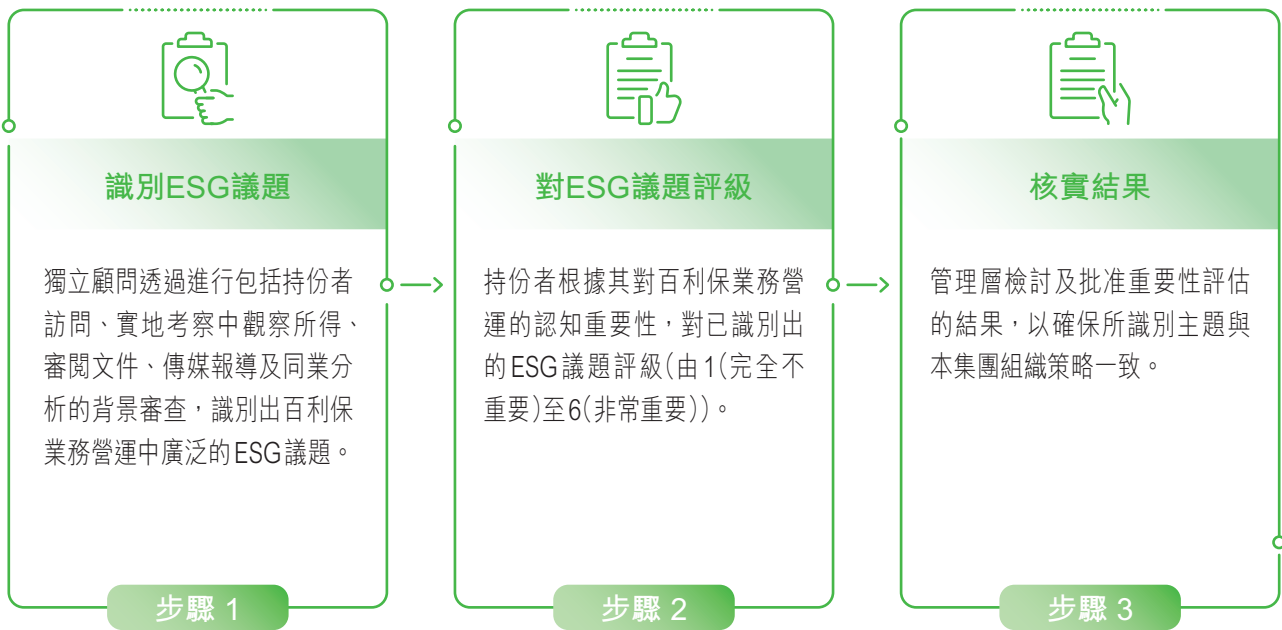 識別ESG議題
獨立顧問透過進行包括持份者
訪問、實地考察中觀察所得、
審閱文件、傳媒報導及同業分
析的背景審查，識別出百利保
業務營運中廣泛的ESG議題。
步驟 1
對ESG議題評級
持份者根據其對百利保業務營
運的認知重要性，對已識別出
的ESG議題評級(由1(完全不
重要)至6(非常重要))。
步驟 2
核實結果
管理層檢討及批准重要性評估
的結果，以確保所識別主題與
本集團組織策略一致。
步驟 3